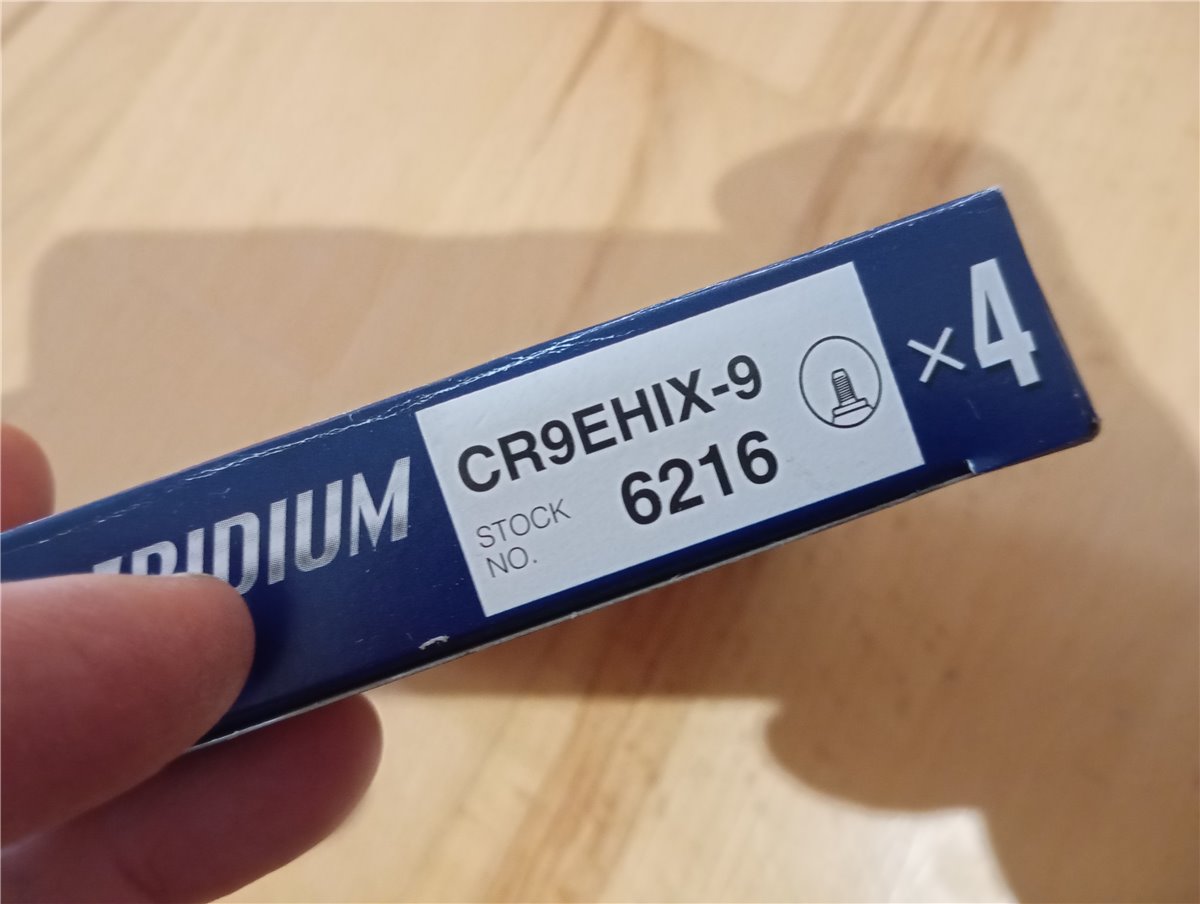 IRIDIUM
CR9EHIX-9
STOCK
NO.
6216
×4